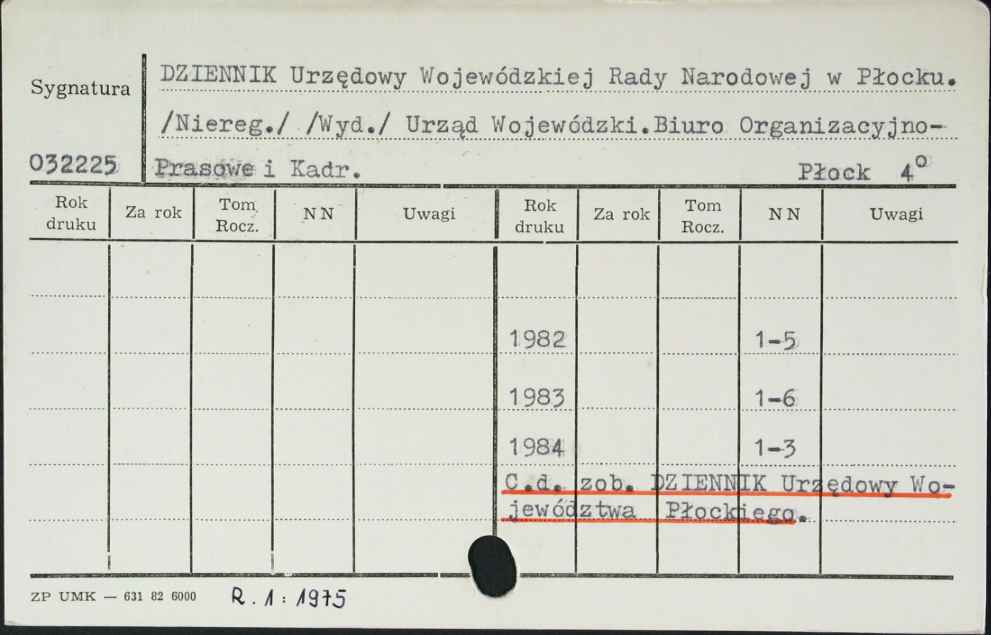 DZIENNIK Urzędowy Wojewódzkiej Rady Narodowej w Płocku.
Sygnatura
/Niereg./ /Wyd./ Urząd Wojewódzki.Biuro Organizacyjno-
032225 Prasowe i Kadr. Płock 4°
Rok druku Za rok Tom Rocz. NN Uwagi Rok druku Za rok Tom Rocz. NN Uwagi
1982 1-5
1983 1-6
1984 1-3
C.d. zob. DZIENNIK Urzędowy Wo-
jewództwa Płockiego.
ZP UMK — 631 82 6000 R. 1: 1975